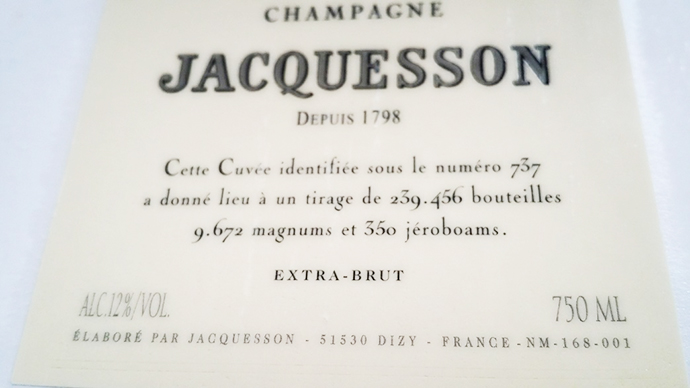 CHAMPAGNE
JACQUESSON
DEPUIS 1798
Cette Cuvée identifiée sous le numéro 737
a donné lieu à un tirage de 239.456 bouteilles
9.672 magnums et 350 jéroboams.
EXTRA-BRUT
ALC.12%/VOL. 750 ML
ÉLABORÉ PAR JACQUESSON - 51530 DIZY - FRANCE - NM-168-001